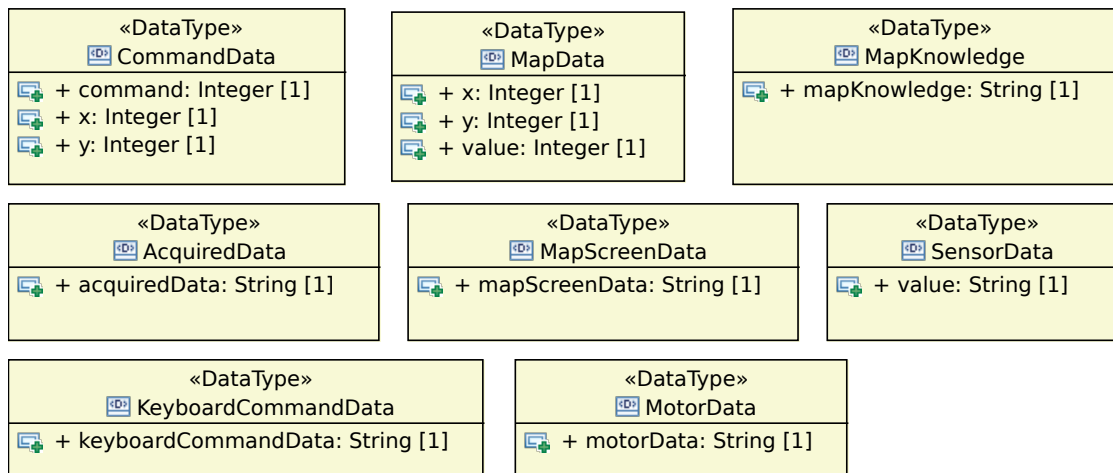 «DataType»
CommandData
+ command: Integer [1]
+ x: Integer [1]
+ y: Integer [1]
«DataType»
MapData
+ x: Integer [1]
+ y: Integer [1]
+ value: Integer [1]
«DataType»
MapKnowledge
+ mapKnowledge: String [1]
«DataType»
AcquiredData
+ acquiredData: String [1]
«DataType»
MapScreenData
+ mapScreenData: String [1]
«DataType»
SensorData
+ value: String [1]
«DataType»
KeyboardCommandData
+ keyboardCommandData: String [1]
«DataType»
MotorData
+ motorData: String [1]